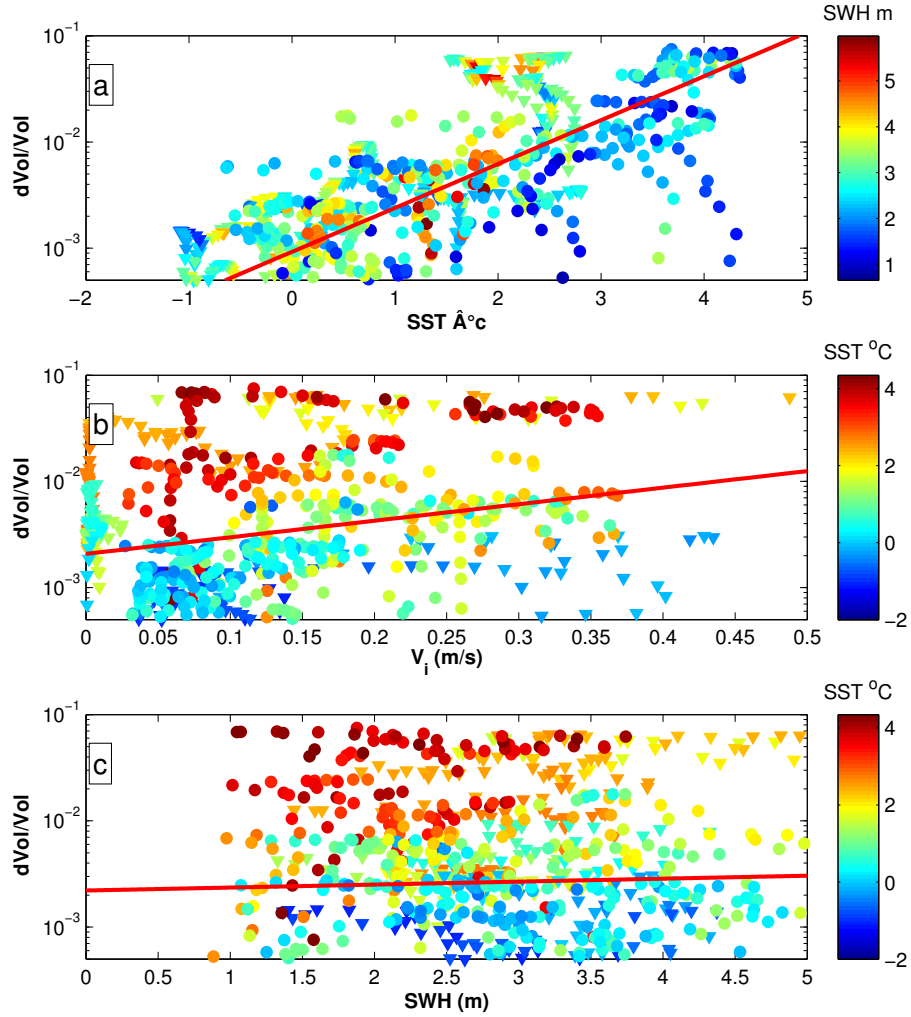 SWH m
10⁻¹
10⁻²
10⁻³
dVol/Vol
a
5
4
3
2
1
−2 −1 0 1 2 3 4 5
SST Â°c
SST °C
10⁻¹
10⁻²
10⁻³
dVol/Vol
b
4
2
0
−2
0 0.05 0.1 0.15 0.2 0.25 0.3 0.35 0.4 0.45 0.5
V_i (m/s)
SST °C
10⁻¹
10⁻²
10⁻³
dVol/Vol
c
4
2
0
−2
0 0.5 1 1.5 2 2.5 3 3.5 4 4.5 5
SWH (m)